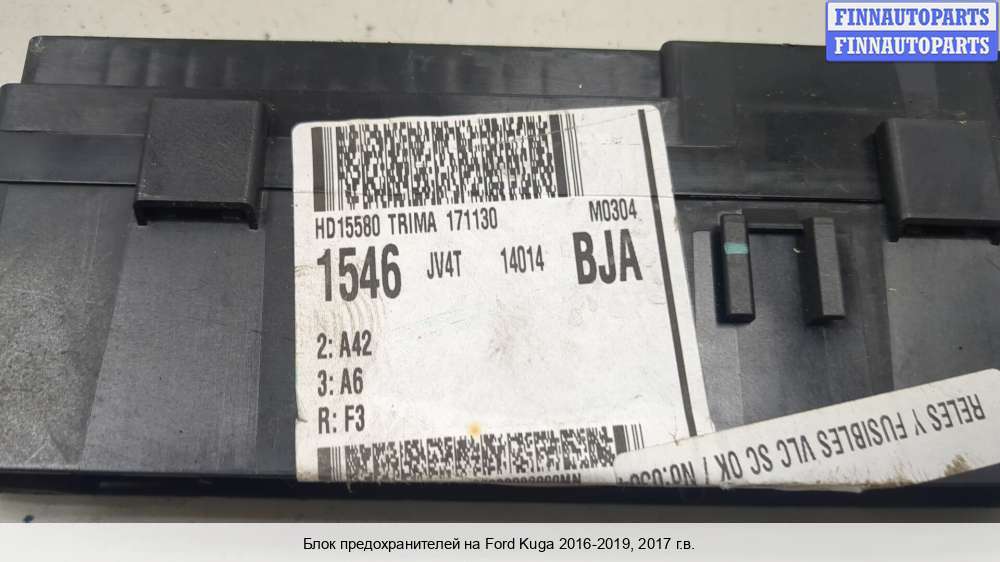 FINNAUTOPARTS
FINNAUTOPARTS
HD15580 TRIMA 171130 M0304
1546 JV4T 14014 BJA
2: A42
3: A6
R: F3
RELES Y FUSIBLES VLC SC OK /
Блок предохранителей на Ford Kuga 2016-2019, 2017 г.в.